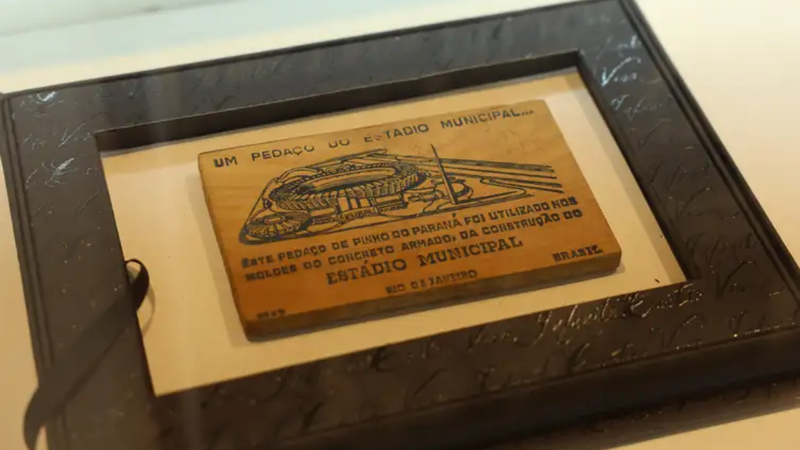 UM PEDAÇO DO ESTADIO MUNICIPAL...
ÊSTE PEDAÇO DE PINHO DO PARANÁ FOI UTILIZADO NOS
MOLDES DO CONCRETO ARMADO, DA CONSTRUÇÃO DO
ESTÁDIO MUNICIPAL
RIO DE JANEIRO
BRASIL